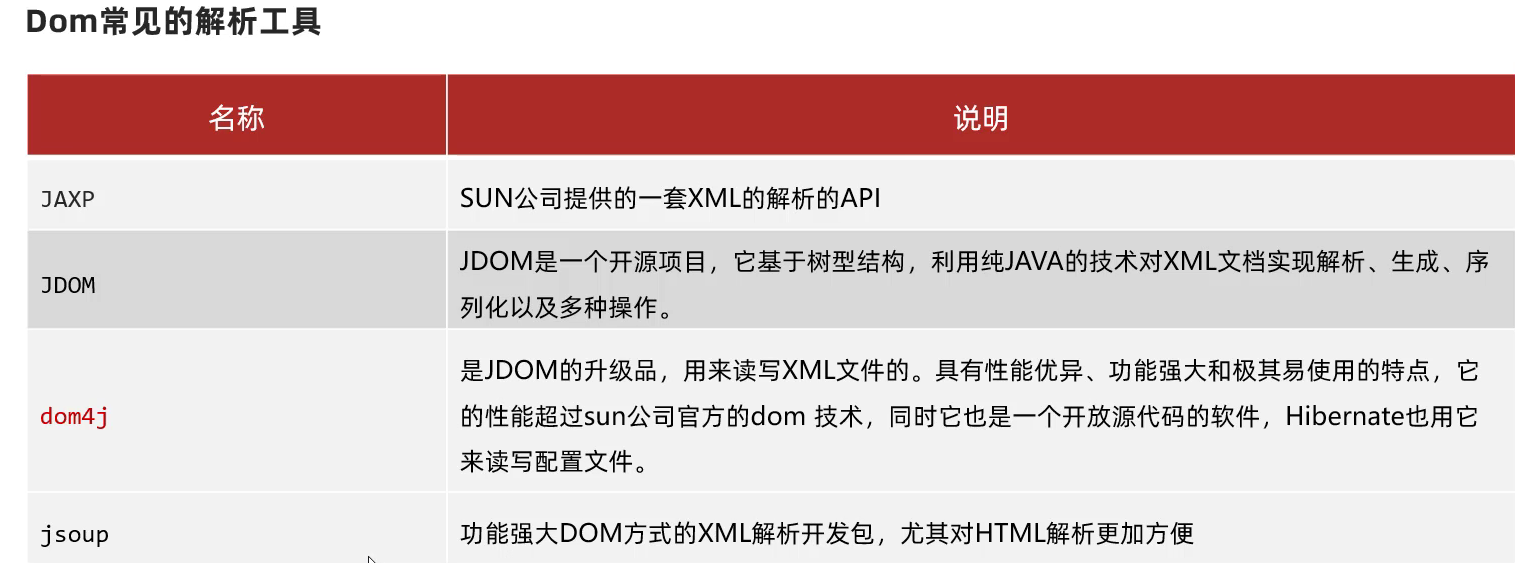 Dom常见的解析工具
名称 说明
JAXP SUN公司提供的一套XML的解析的API
JDOM JDOM是一个开源项目，它基于树型结构，利用纯JAVA的技术对XML文档实现解析、生成、序
列化以及多种操作。
是JDOM的升级品，用来读写XML文件的。具有性能优异、功能强大和极其易使用的特点，它
dom4j 的性能超过sun公司官方的dom 技术，同时它也是一个开放源代码的软件，Hibernate也用它
来读写配置文件。
jsoup 功能强大DOM方式的XML解析开发包，尤其对HTML解析更加方便